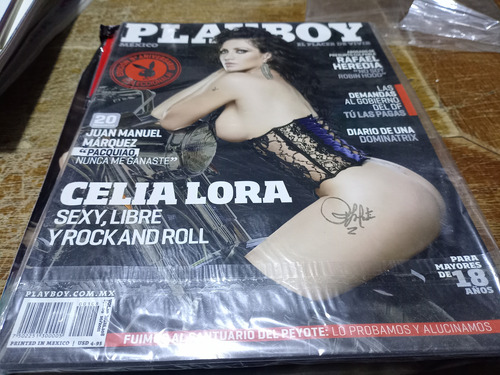 PLAYBOY
MÉXICO
EL PLACER DE VIVIR
RAFAEL
HEREDIA
ROBIN HOOD"
LAS
DEMANDAS
AL GOBIERNO
DEL DF
TÚ LAS PAGAS
DIARIO DE UNA
DOMINATRIX
20
JUAN MANUEL
MÁRQUEZ
"PACQUIAO,
NUNCA ME GANASTE"
CELIA LORA
SEXY, LIBRE
Y ROCK AND ROLL
PARA
MAYORES
DE 18
AÑOS
PLAYBOY.COM.MX
PRINTED IN MEXICO | USD 4.95
FUIMOS AL SANTUARIO DEL PEYOTE: LO PROBAMOS Y ALUCINAMOS